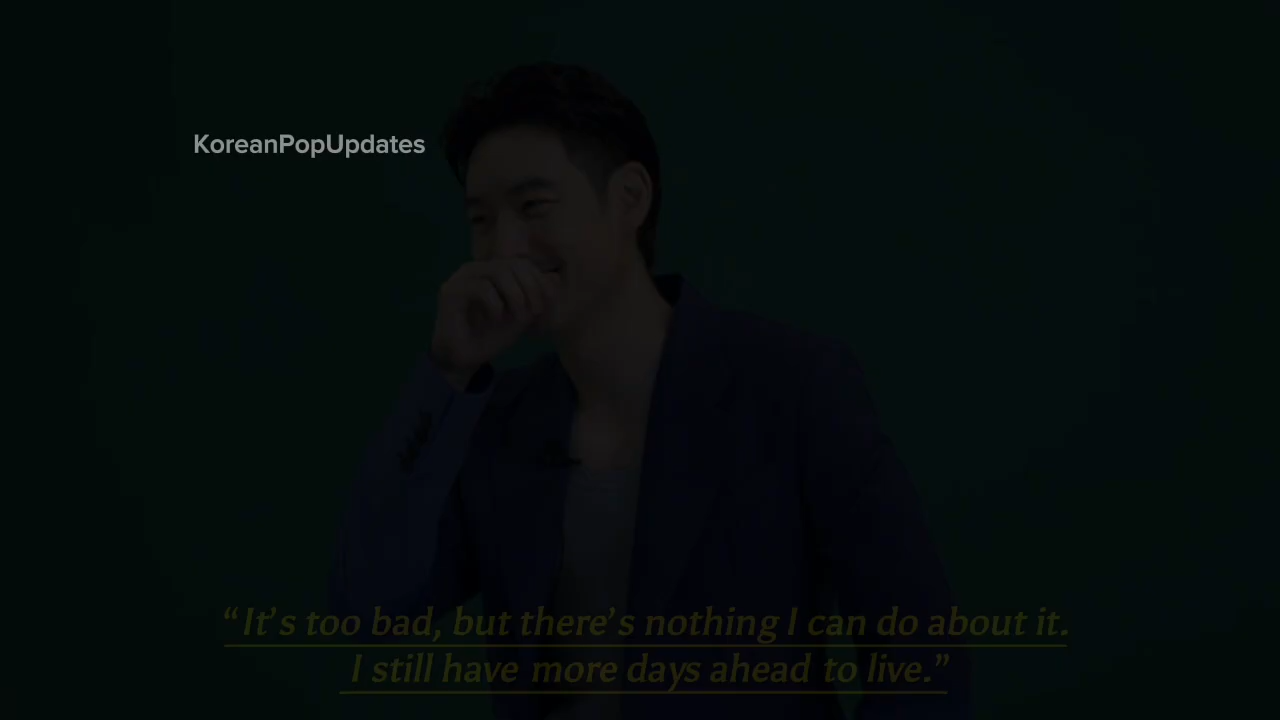 KoreanPopUpdates
“It’s too bad, but there’s nothing I can do about it.
I still have more days ahead to live.”